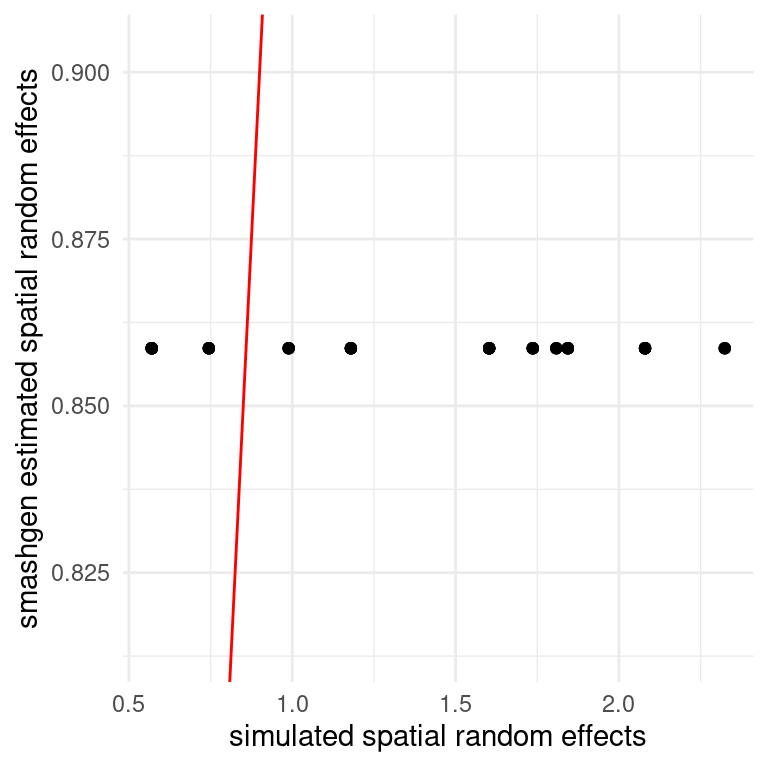 smashgen estimated spatial random effects
0.900
0.875
0.850
0.825
0.5 1.0 1.5 2.0
simulated spatial random effects